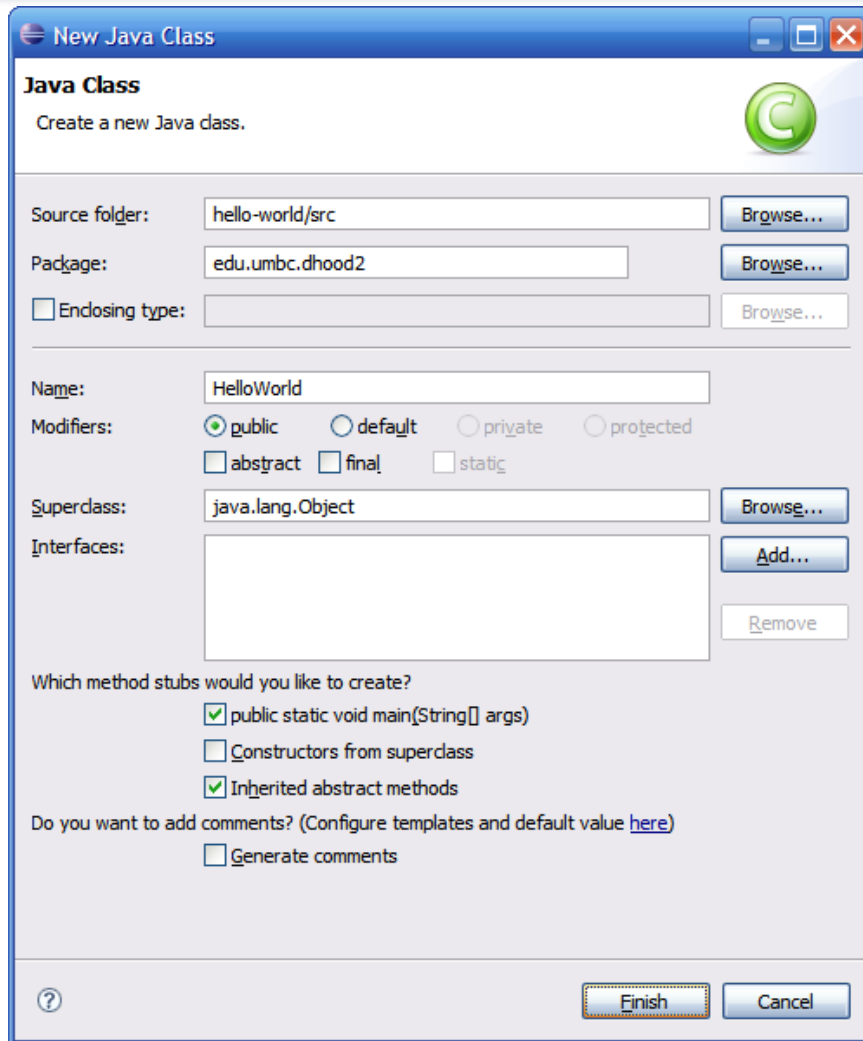 New Java Class
Java Class
Create a new Java class.
Source folder: hello-world/src Browse...
Package: edu.umbc.dhood2 Browse...
Enclosing type: Browse...
Name: HelloWorld
Modifiers: public default private protected
abstract final static
Superclass: java.lang.Object Browse...
Interfaces: Add...
Remove
Which method stubs would you like to create?
public static void main(String[] args)
Constructors from superclass
Inherited abstract methods
Do you want to add comments? (Configure templates and default value here)
Generate comments
? Finish Cancel